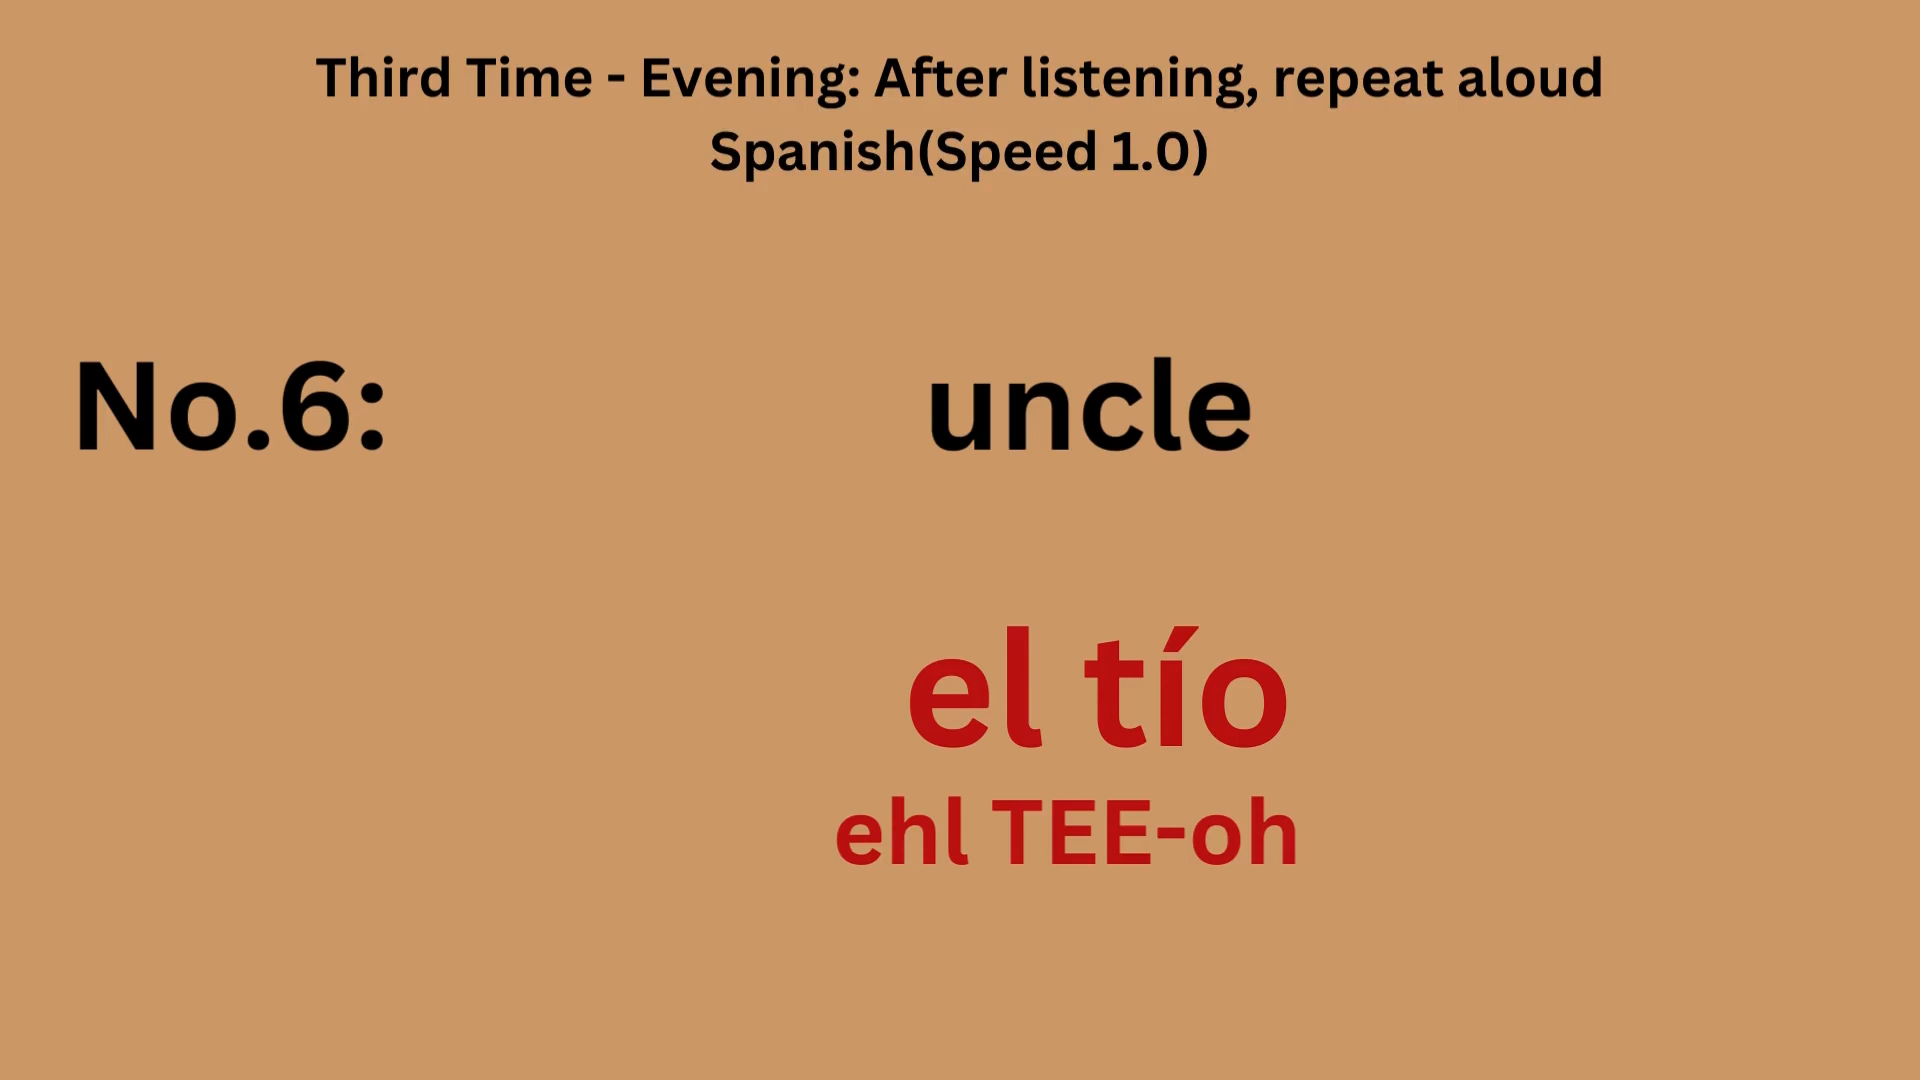 Third Time - Evening: After listening, repeat aloud
Spanish(Speed 1.0)
No.6: uncle
el tío
ehl TEE-oh